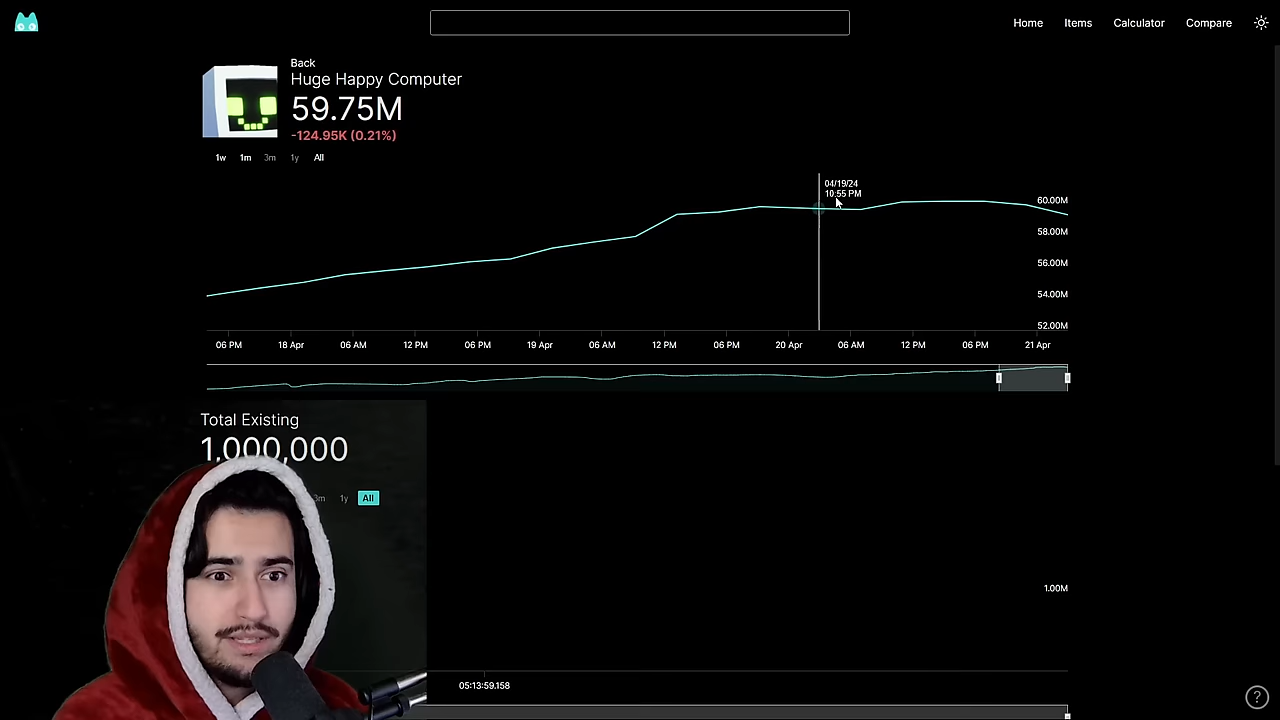 Home Items Calculator Compare
Back
Huge Happy Computer
59.75M
-124.95K (0.21%)
1w 1m 3m 1y All
04/19/24
10:55 PM
60.00M
58.00M
56.00M
54.00M
52.00M
06 PM 18 Apr 06 AM 12 PM 06 PM 19 Apr 06 AM 12 PM 06 PM 20 Apr 06 AM 12 PM 06 PM 21 Apr
Total Existing
1,000,000
3m 1y All
1.00M
05:13:59.158
?